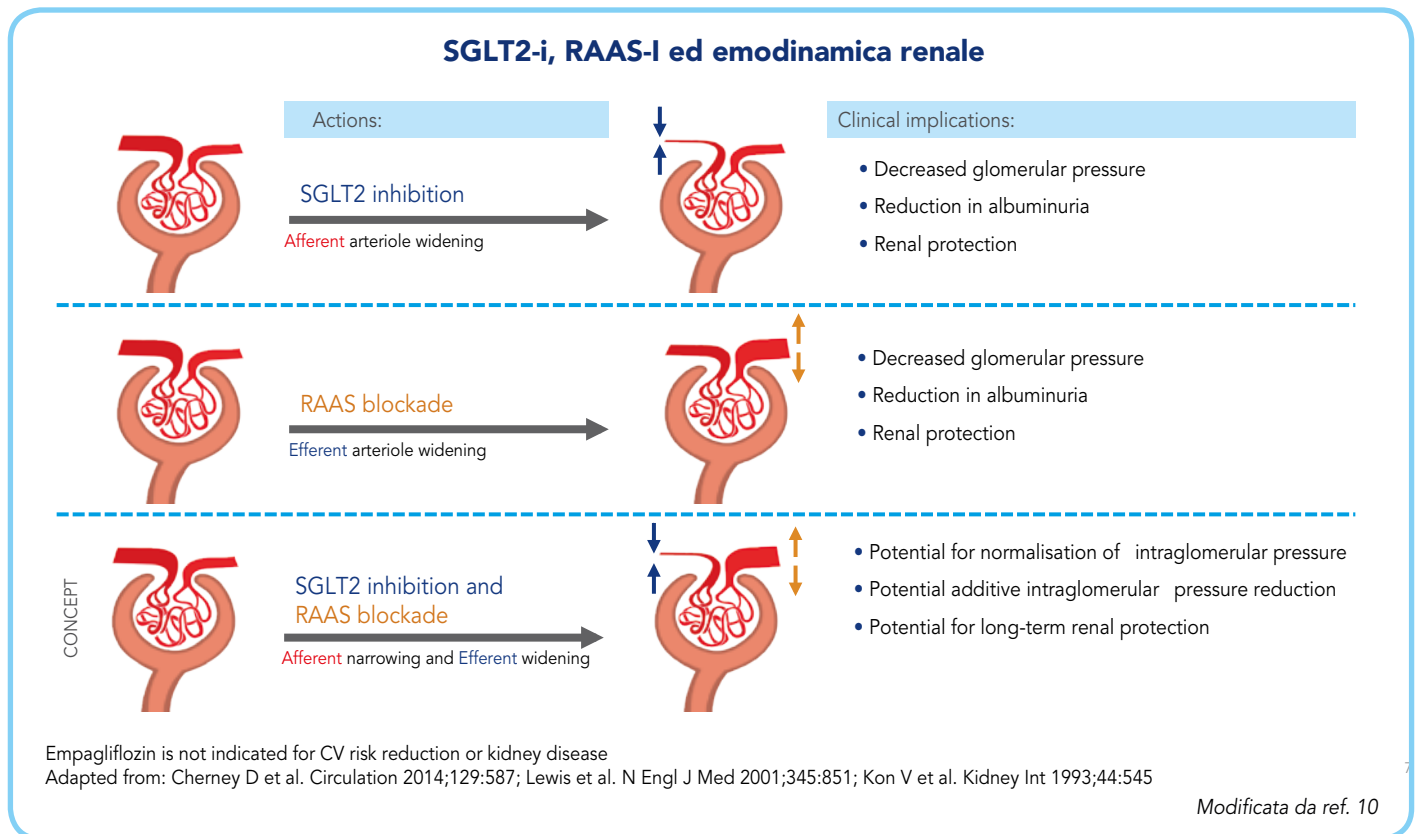 SGLT2-i, RAAS-I ed emodinamica renale
Actions:
Clinical implications:
SGLT2 inhibition
Afferent arteriole widening
• Decreased glomerular pressure
• Reduction in albuminuria
• Renal protection
RAAS blockade
Efferent arteriole widening
• Decreased glomerular pressure
• Reduction in albuminuria
• Renal protection
CONCEPT
SGLT2 inhibition and
RAAS blockade
Afferent narrowing and Efferent widening
• Potential for normalisation of intraglomerular pressure
• Potential additive intraglomerular pressure reduction
• Potential for long-term renal protection
Empagliflozin is not indicated for CV risk reduction or kidney disease
Adapted from: Cherney D et al. Circulation 2014;129:587; Lewis et al. N Engl J Med 2001;345:851; Kon V et al. Kidney Int 1993;44:545
7
Modificata da ref. 10